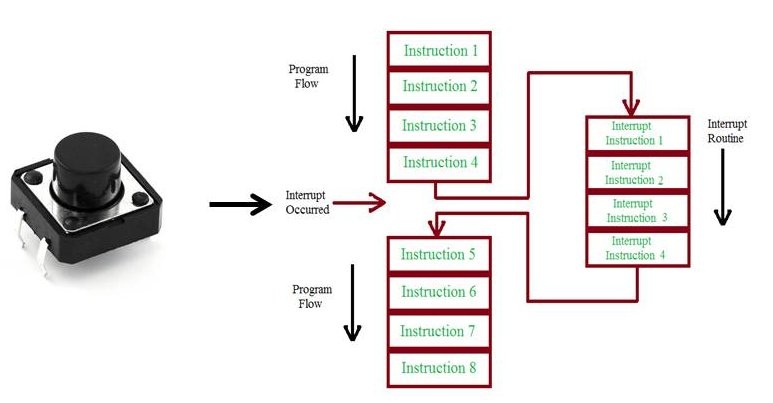 Program
Flow
Instruction 1
Instruction 2
Instruction 3
Instruction 4
Interrupt
Occurred
Interrupt
Instruction 1
Interrupt
Instruction 2
Interrupt
Instruction 3
Interrupt
Instruction 4
Interrupt
Routine
Program
Flow
Instruction 5
Instruction 6
Instruction 7
Instruction 8